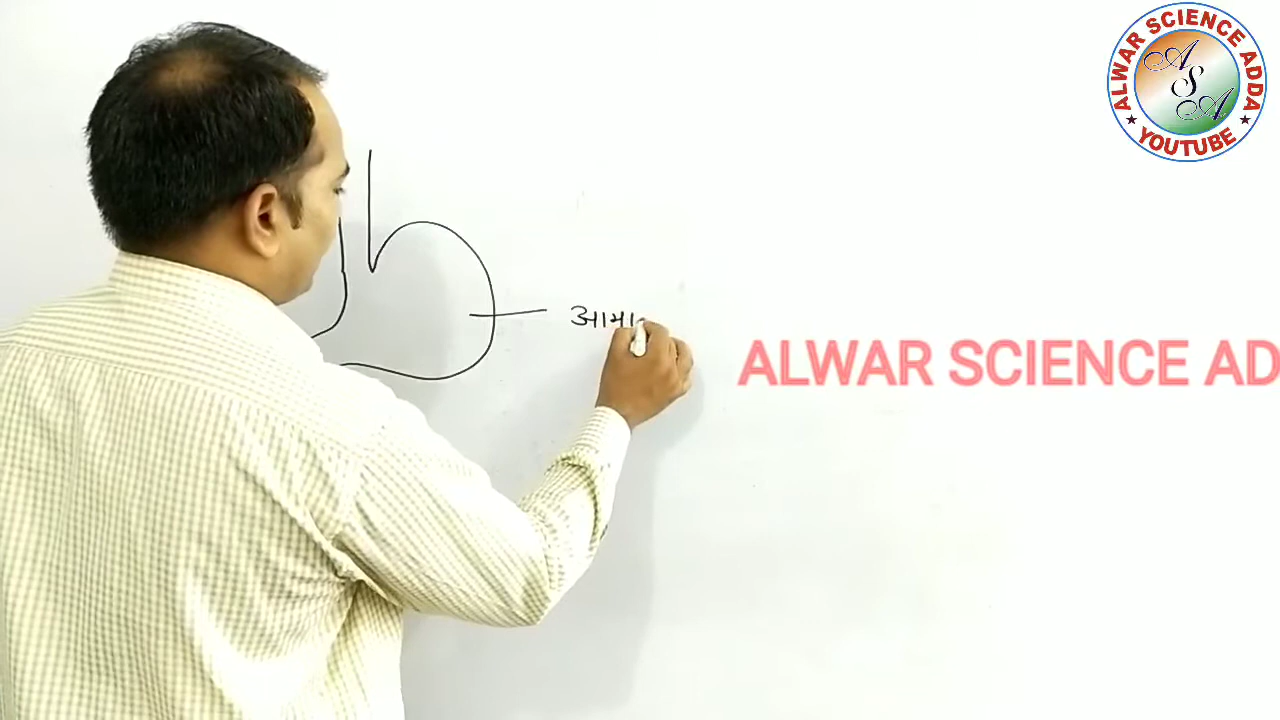 ALWAR SCIENCE ADDA
ASA
YOUTUBE
आमा
ALWAR SCIENCE AD